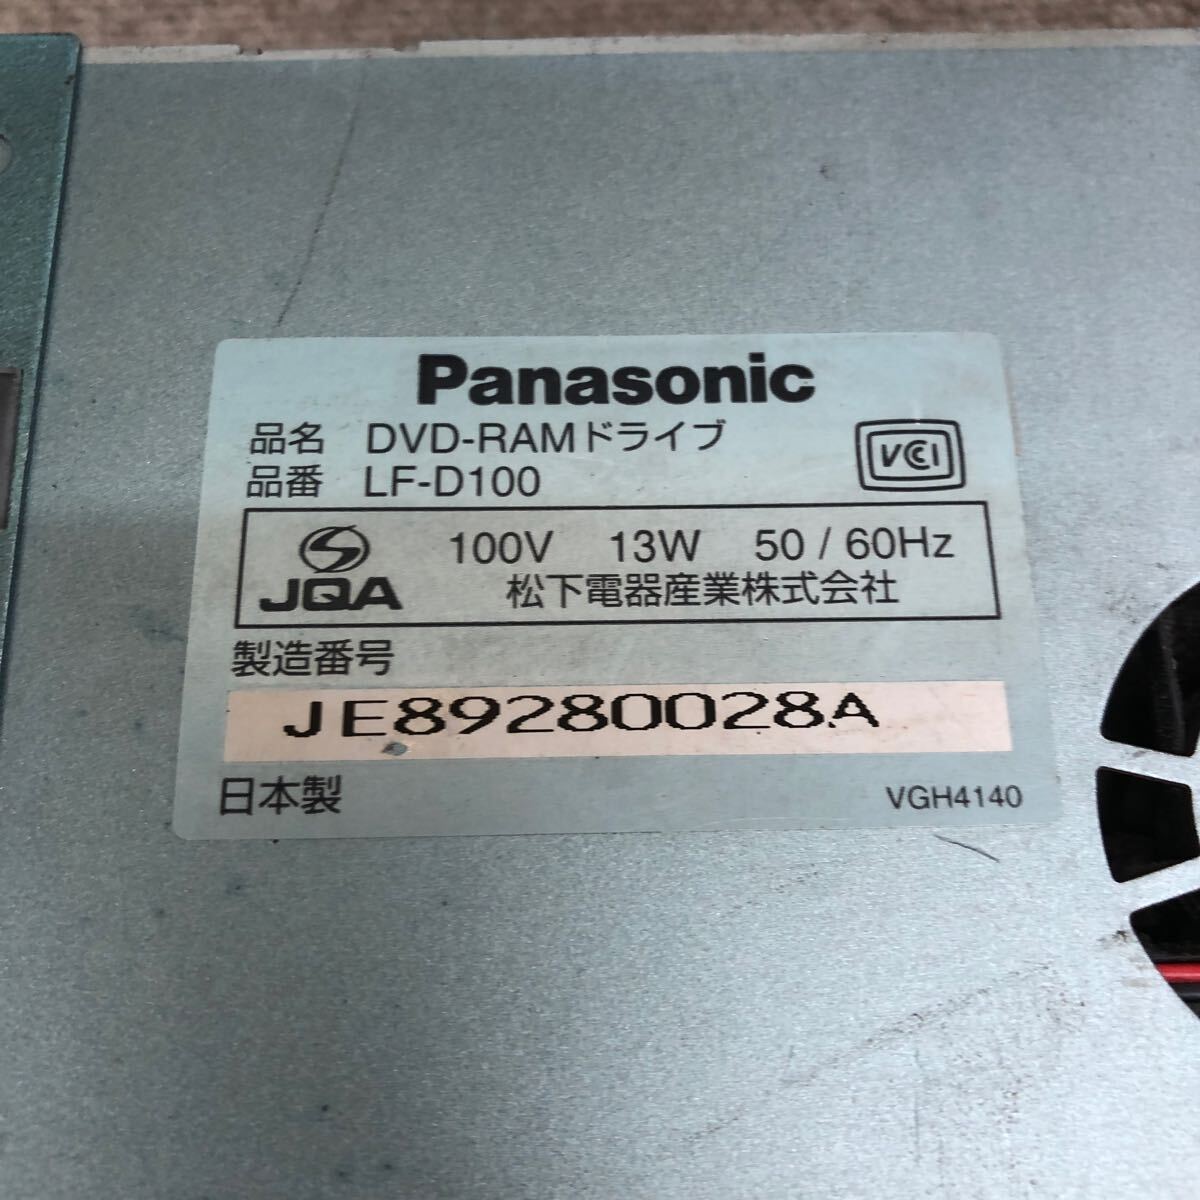 Panasonic
品名 DVD-RAMドライブ
品番 LF-D100
VCCI
JQA
100V 13W 50 / 60Hz
松下電器産業株式会社
製造番号
JE89280028A
日本製
VGH4140